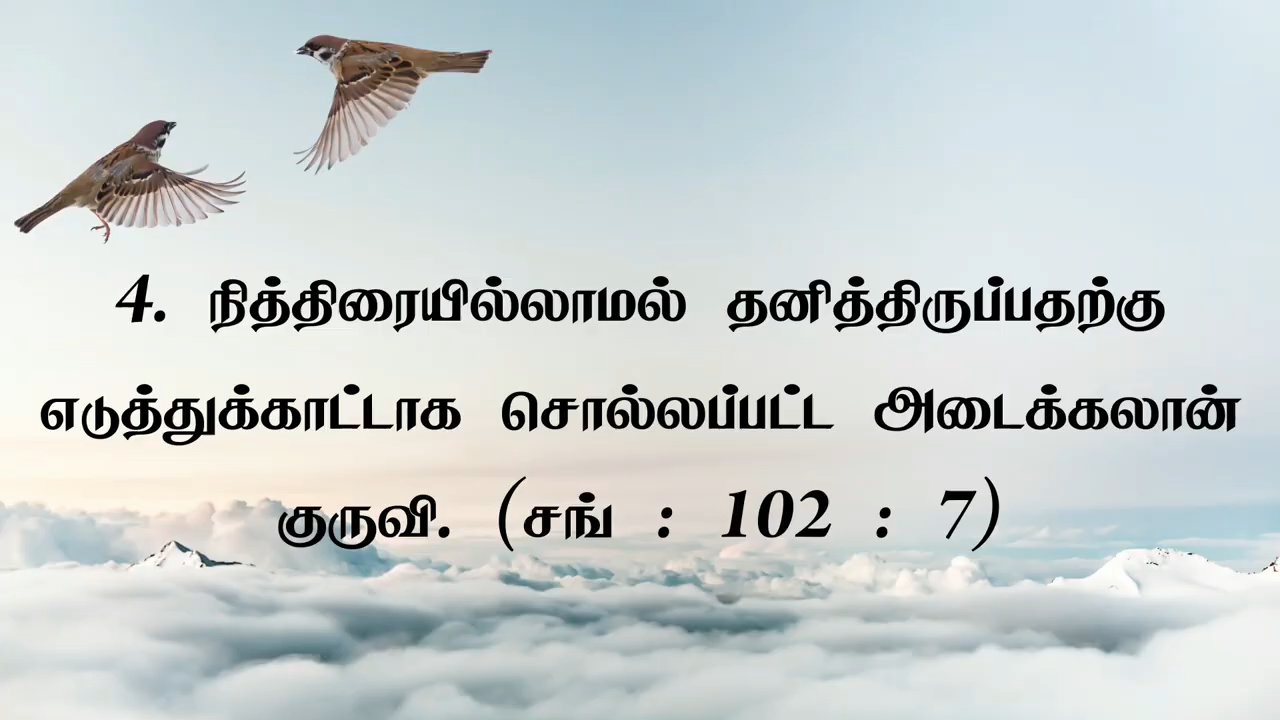 4. நித்திரையில்லாமல் தனித்திருப்பதற்கு
எடுத்துக்காட்டாக சொல்லப்பட்ட அடைக்கலான்
குருவி. (சங் : 102 : 7)